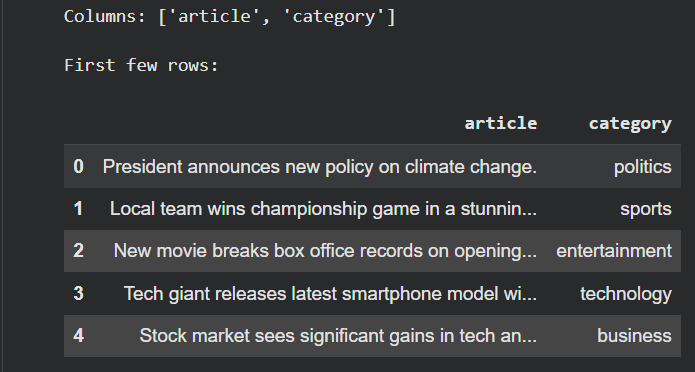 Columns: ['article', 'category']
First few rows:
article category
0 President announces new policy on climate change. politics
1 Local team wins championship game in a stunnin... sports
2 New movie breaks box office records on opening... entertainment
3 Tech giant releases latest smartphone model wi... technology
4 Stock market sees significant gains in tech an... business